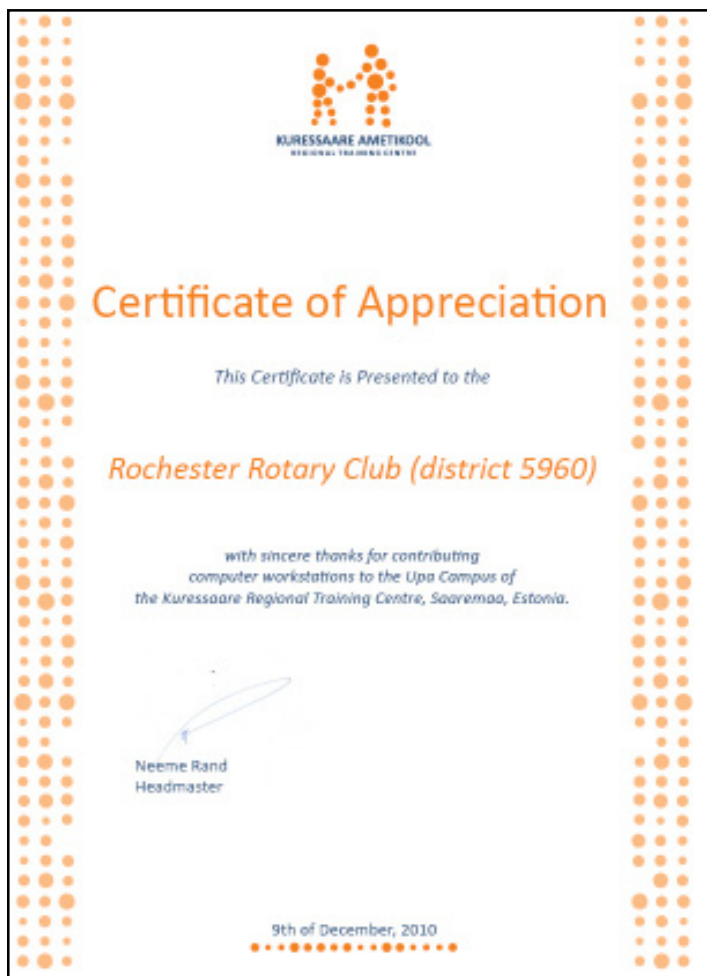 KURESSAARE AMETIKOOL
REGIONAL TRAINING CENTRE
Certificate of Appreciation
This Certificate is Presented to the
Rochester Rotary Club (district 5960)
with sincere thanks for contributing
computer workstations to the Upa Campus of
the Kuressaare Regional Training Centre, Saaremaa, Estonia.
Neeme Rand
Headmaster
9th of December, 2010